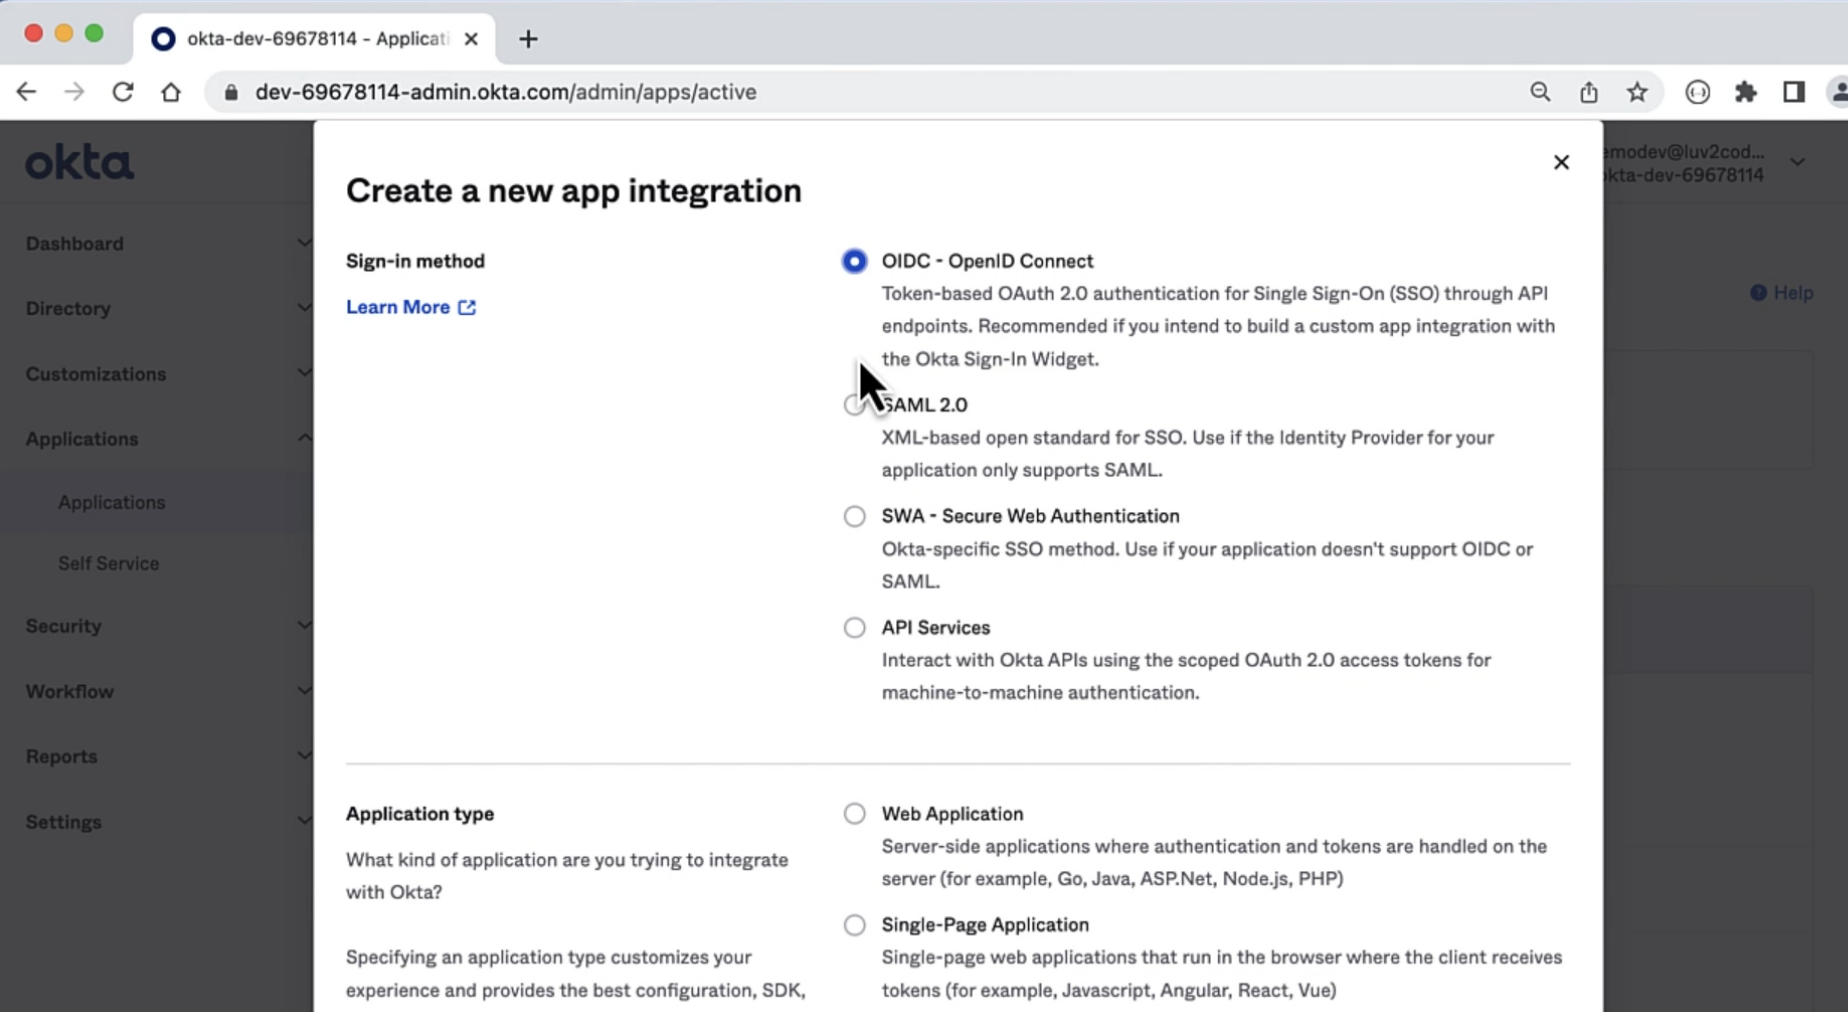 okta-dev-69678114 - Applicati
dev-69678114-admin.okta.com/admin/apps/active
okta
emodev@luv2cod...
okta-dev-69678114
Dashboard
Directory
Customizations
Applications
Applications
Self Service
Security
Workflow
Reports
Settings
Help
Create a new app integration
Sign-in method
Learn More
OIDC - OpenID Connect
Token-based OAuth 2.0 authentication for Single Sign-On (SSO) through API
endpoints. Recommended if you intend to build a custom app integration with
the Okta Sign-In Widget.
SAML 2.0
XML-based open standard for SSO. Use if the Identity Provider for your
application only supports SAML.
SWA - Secure Web Authentication
Okta-specific SSO method. Use if your application doesn't support OIDC or
SAML.
API Services
Interact with Okta APIs using the scoped OAuth 2.0 access tokens for
machine-to-machine authentication.
Application type
What kind of application are you trying to integrate
with Okta?
Specifying an application type customizes your
experience and provides the best configuration, SDK,
Web Application
Server-side applications where authentication and tokens are handled on the
server (for example, Go, Java, ASP.Net, Node.js, PHP)
Single-Page Application
Single-page web applications that run in the browser where the client receives
tokens (for example, Javascript, Angular, React, Vue)